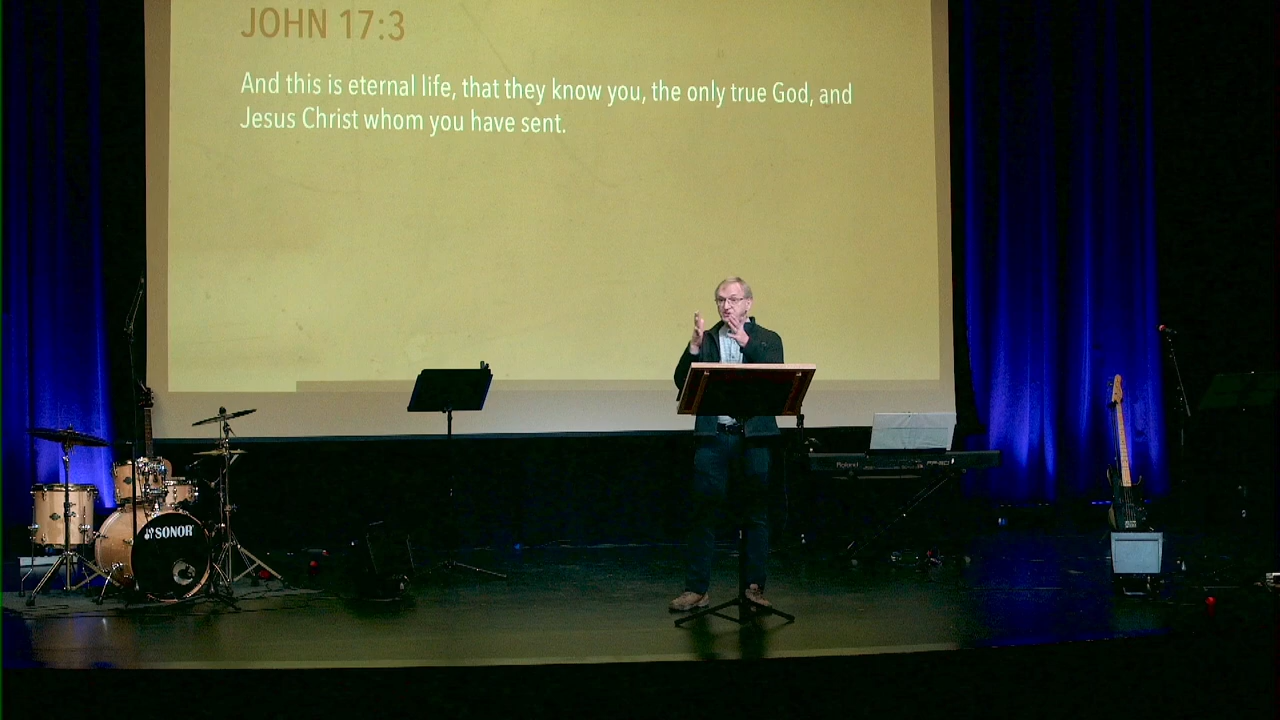 JOHN 17:3
And this is eternal life, that they know you, the only true God, and
Jesus Christ whom you have sent.
Roland
SONOR